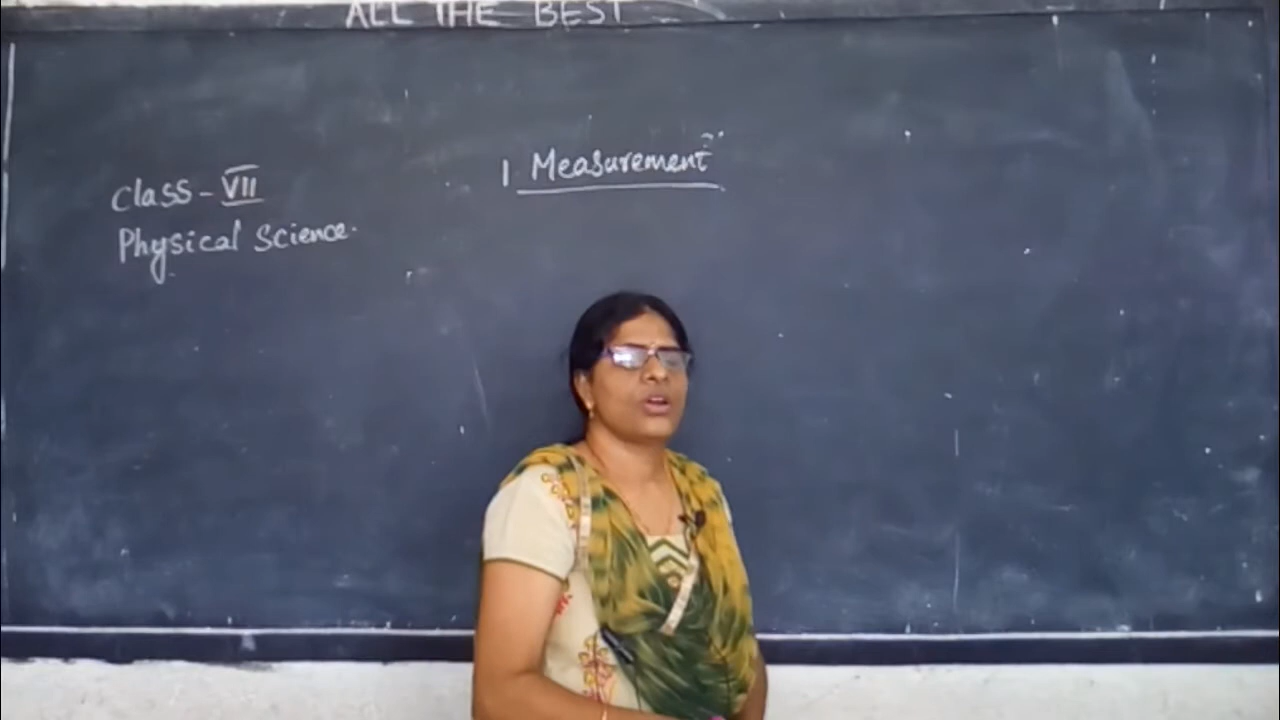 ALL THE BEST
1 Measurement
Class - VII
Physical Science.